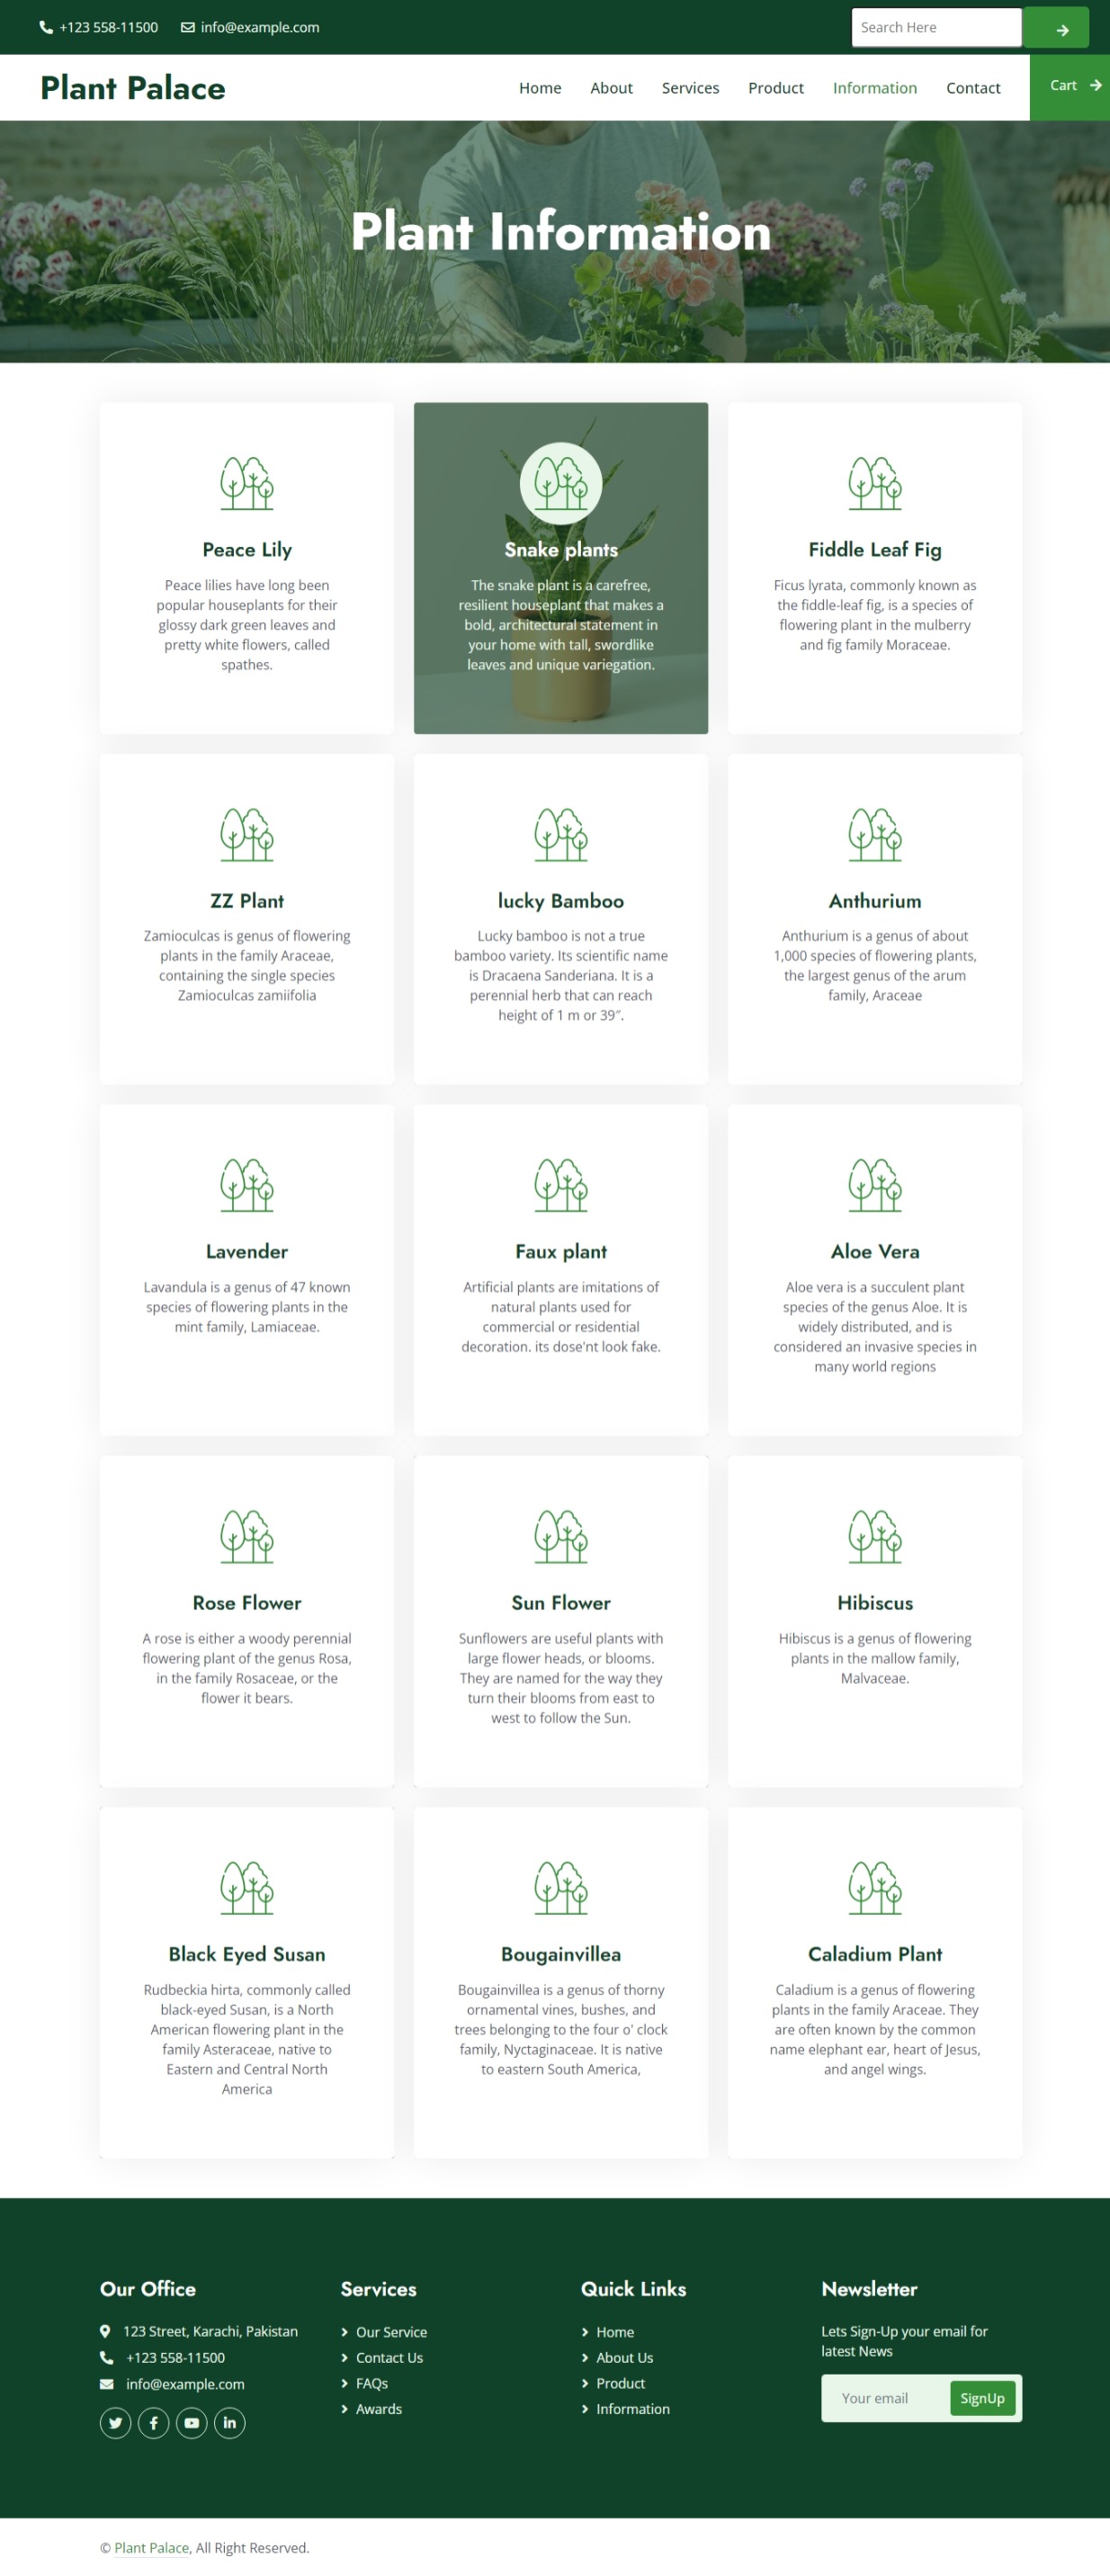 +123 558-11500 info@example.com Search Here
Plant Palace Home About Services Product Information Contact Cart
Plant Information
Peace Lily
Peace lilies have long been
popular houseplants for their
glossy dark green leaves and
pretty white flowers, called
spathes.
Snake plants
The snake plant is a carefree,
resilient houseplant that makes a
bold, architectural statement in
your home with tall, swordlike
leaves and unique variegation.
Fiddle Leaf Fig
Ficus lyrata, commonly known as
the fiddle-leaf fig, is a species of
flowering plant in the mulberry
and fig family Moraceae.
ZZ Plant
Zamioculcas is genus of flowering
plants in the family Araceae,
containing the single species
Zamioculcas zamiifolia
lucky Bamboo
Lucky bamboo is not a true
bamboo variety. Its scientific name
is Dracaena Sanderiana. It is a
perennial herb that can reach
height of 1 m or 39″.
Anthurium
Anthurium is a genus of about
1,000 species of flowering plants,
the largest genus of the arum
family, Araceae
Lavender
Lavandula is a genus of 47 known
species of flowering plants in the
mint family, Lamiaceae.
Faux plant
Artificial plants are imitations of
natural plants used for
commercial or residential
decoration. its dose'nt look fake.
Aloe Vera
Aloe vera is a succulent plant
species of the genus Aloe. It is
widely distributed, and is
considered an invasive species in
many world regions
Rose Flower
A rose is either a woody perennial
flowering plant of the genus Rosa,
in the family Rosaceae, or the
flower it bears.
Sun Flower
Sunflowers are useful plants with
large flower heads, or blooms.
They are named for the way they
turn their blooms from east to
west to follow the Sun.
Hibiscus
Hibiscus is a genus of flowering
plants in the mallow family,
Malvaceae.
Black Eyed Susan
Rudbeckia hirta, commonly called
black-eyed Susan, is a North
American flowering plant in the
family Asteraceae, native to
Eastern and Central North
America
Bougainvillea
Bougainvillea is a genus of thorny
ornamental vines, bushes, and
trees belonging to the four o' clock
family, Nyctaginaceae. It is native
to eastern South America,
Caladium Plant
Caladium is a genus of flowering
plants in the family Araceae. They
are often known by the common
name elephant ear, heart of Jesus,
and angel wings.
Our Office
123 Street, Karachi, Pakistan
+123 558-11500
info@example.com
Services
Our Service
Contact Us
FAQs
Awards
Quick Links
Home
About Us
Product
Information
Newsletter
Lets Sign-Up your email for
latest News
Your email SignUp
© Plant Palace, All Right Reserved.